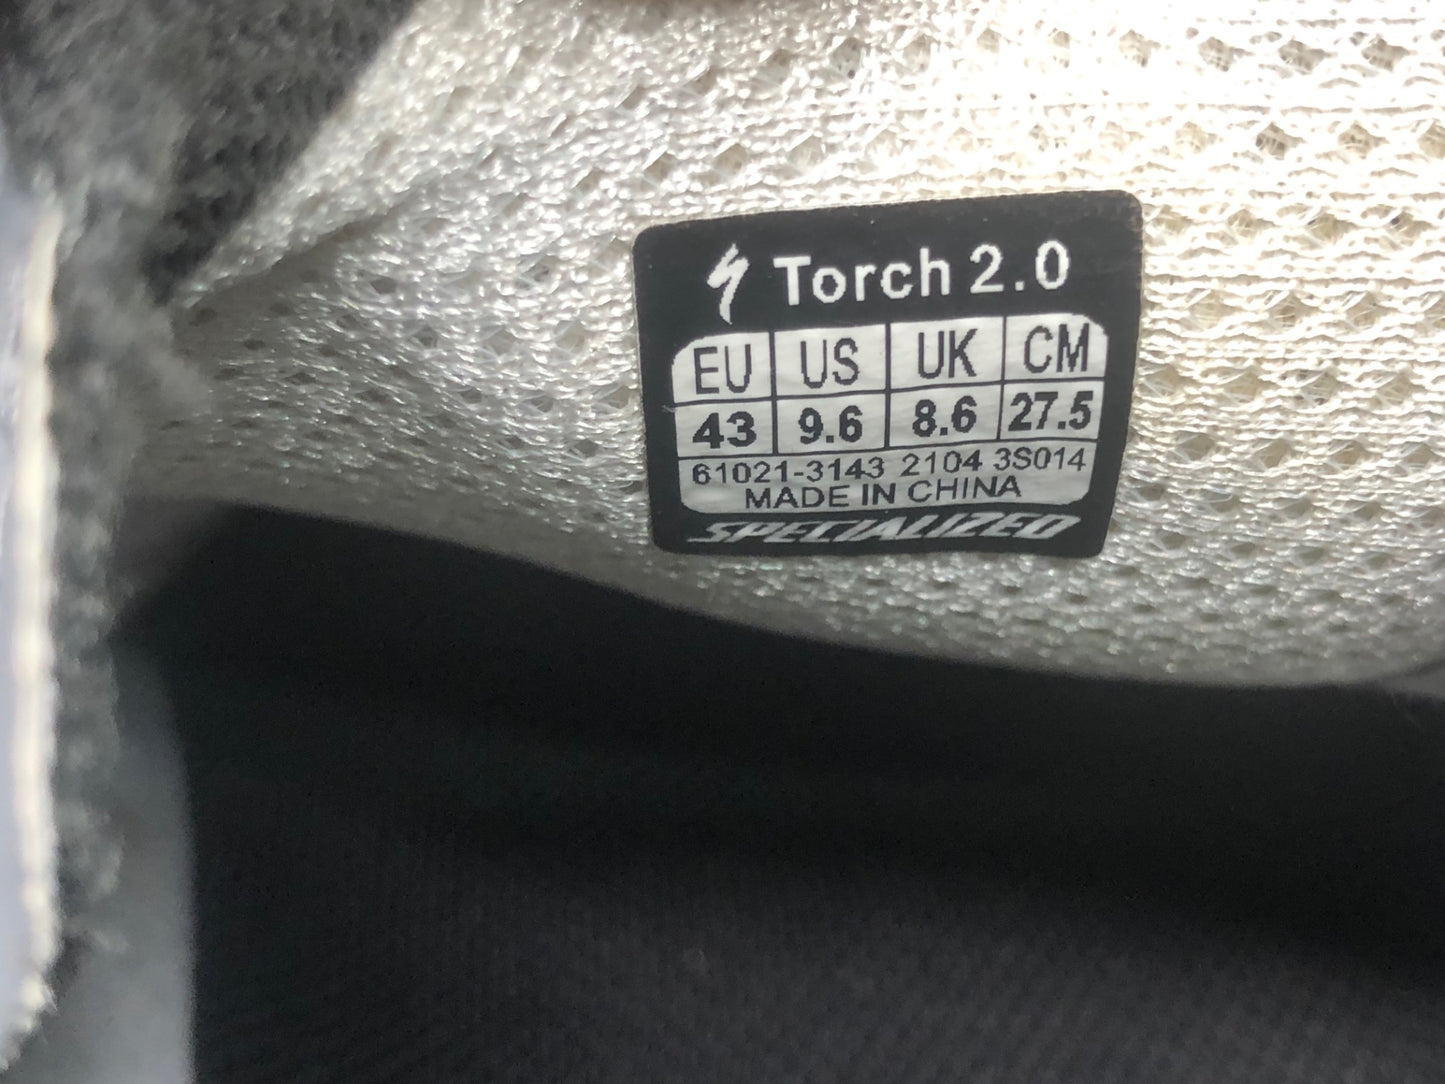 Torch 2.0
EU US UK CM
43 9.6 8.6 27.5
61021-3143 2104 3S014
MADE IN CHINA
SPECIALIZED